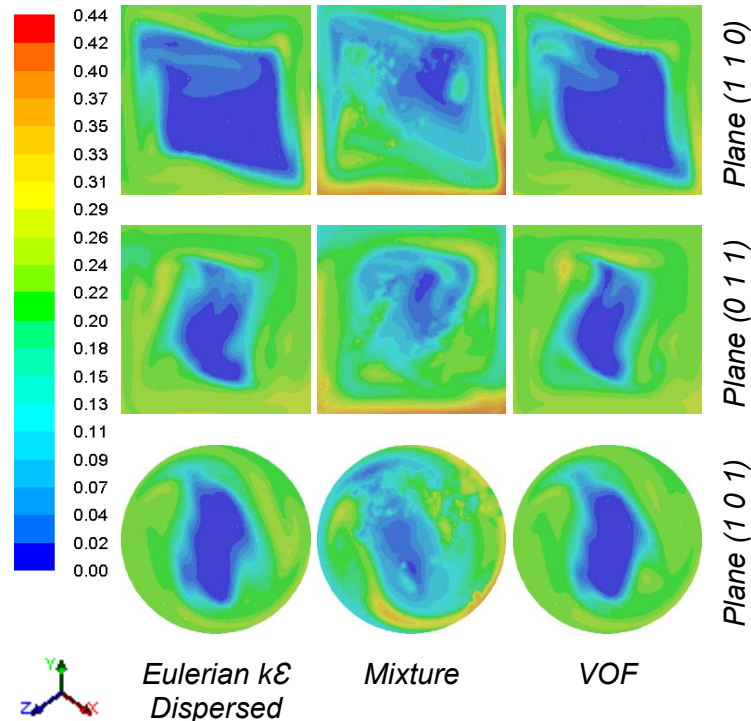 0.44
0.42
0.40
0.37
0.35
0.33
0.31
0.29
0.26
0.24
0.22
0.20
0.18
0.15
0.13
0.11
0.09
0.07
0.04
0.02
0.00
Plane (1 1 0)
Plane (0 1 1)
Plane (1 0 1)
Y
Z
X
Eulerian kƐ
Dispersed
Mixture
VOF